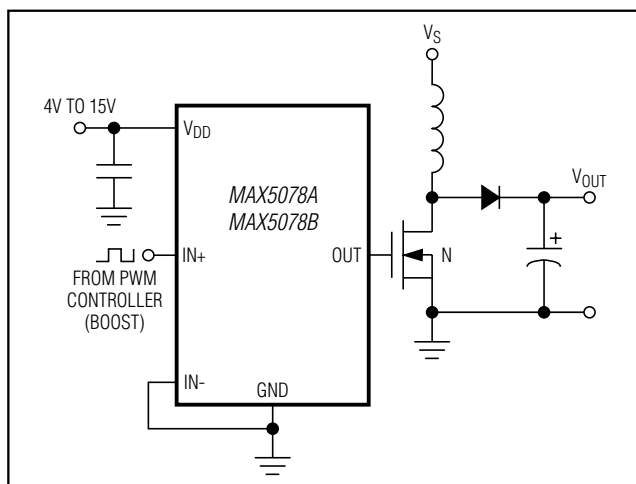 V_S
4V TO 15V
V_DD
MAX5078A
MAX5078B
V_OUT
+
IN+
OUT
N
FROM PWM
CONTROLLER
(BOOST)
IN-
GND